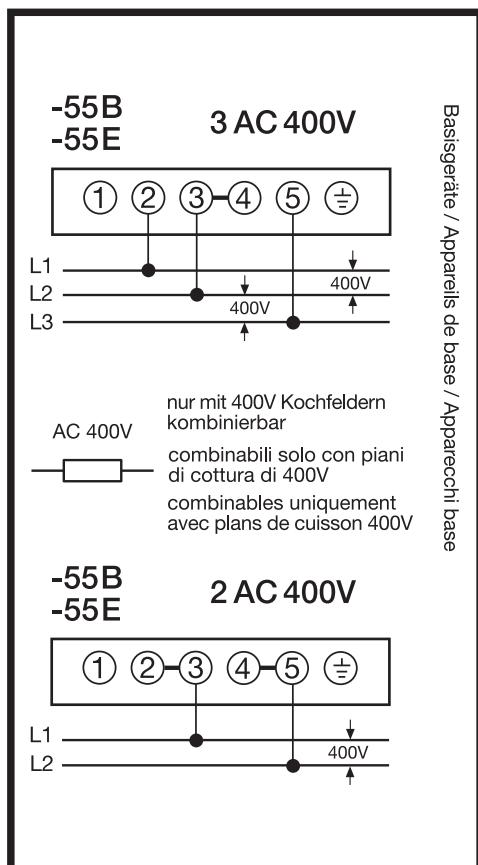 -55B
-55E
3 AC 400V
1 2 3 4 5
L1
400V
L2
400V
L3
AC 400V
nur mit 400V Kochfeldern
kombinierbar
combinabili solo con piani
di cottura di 400V
combinables uniquement
avec plans de cuisson 400V
-55B
-55E
2 AC 400V
1 2 3 4 5
L1
400V
L2
Basisgeräte / Appareils de base / Apparecchi base